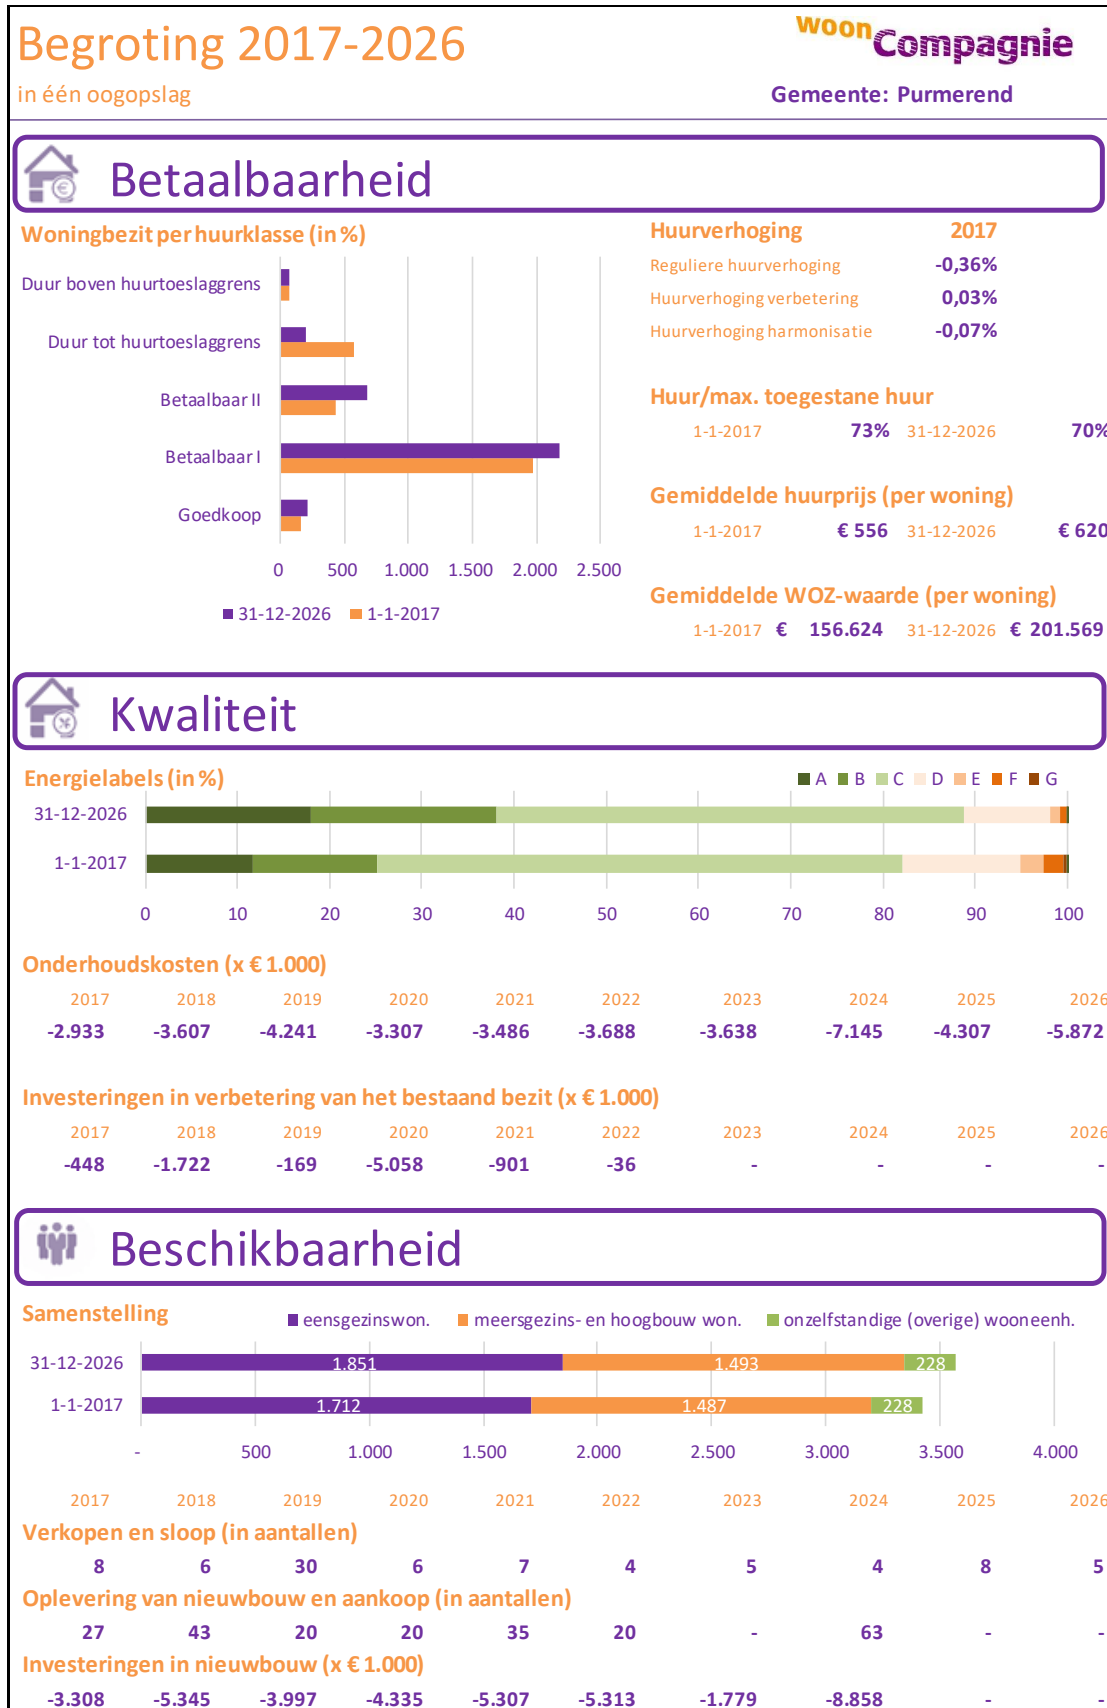 Begroting 2017-2026
woonCompagnie
in één oogopslag
Gemeente: Purmerend
Betaalbaarheid
Woningbezit per huurklasse (in %)
Duur boven huurtoeslaggrens
Duur tot huurtoeslaggrens
Betaalbaar II
Betaalbaar I
Goedkoop
0 500 1.000 1.500 2.000 2.500
31-12-2026 1-1-2017
Huurverhoging 2017
Reguliere huurverhoging -0,36%
Huurverhoging verbetering 0,03%
Huurverhoging harmonisatie -0,07%
Huur/max. toegestane huur
1-1-2017 73% 31-12-2026 70%
Gemiddelde huurprijs (per woning)
1-1-2017 € 556 31-12-2026 € 620
Gemiddelde WOZ-waarde (per woning)
1-1-2017 € 156.624 31-12-2026 € 201.569
Kwaliteit
Energielabels (in %)
A B C D E F G
31-12-2026
1-1-2017
0 10 20 30 40 50 60 70 80 90 100
Onderhoudskosten (x € 1.000)
2017 2018 2019 2020 2021 2022 2023 2024 2025 2026
-2.933 -3.607 -4.241 -3.307 -3.486 -3.688 -3.638 -7.145 -4.307 -5.872
Investeringen in verbetering van het bestaand bezit (x € 1.000)
2017 2018 2019 2020 2021 2022 2023 2024 2025 2026
-448 -1.722 -169 -5.058 -901 -36 - - - -
Beschikbaarheid
Samenstelling
eensgezinswon. meersgezins- en hoogbouw won. onzelfstandige (overige) wooneenh.
31-12-2026 1.851 1.493 228
1-1-2017 1.712 1.487 228
- 500 1.000 1.500 2.000 2.500 3.000 3.500 4.000
2017 2018 2019 2020 2021 2022 2023 2024 2025 2026
Verkopen en sloop (in aantallen)
8 6 30 6 7 4 5 4 8 5
Oplevering van nieuwbouw en aankoop (in aantallen)
27 43 20 20 35 20 - 63 - -
Investeringen in nieuwbouw (x € 1.000)
-3.308 -5.345 -3.997 -4.335 -5.307 -5.313 -1.779 -8.858 - -